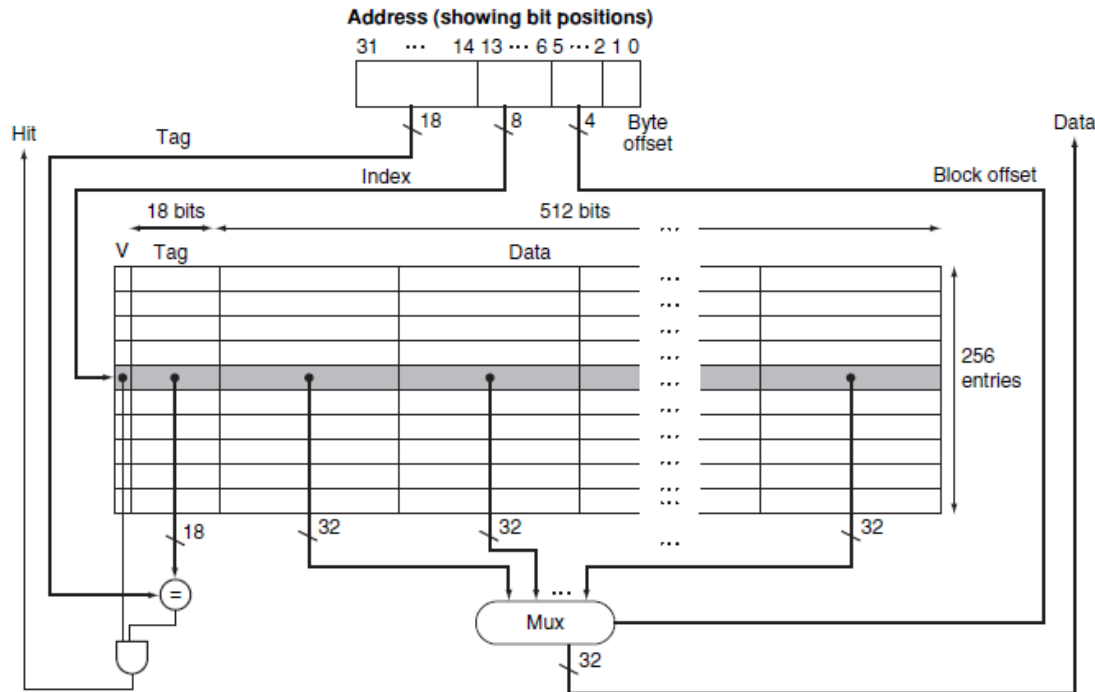 Address (showing bit positions)
31 ··· 14 13 ··· 6 5 ··· 2 1 0
18 8 4 Byte offset
Hit Tag Data
Index Block offset
18 bits 512 bits ...
V Tag Data
...
...
...
...
256 entries
...
...
...
...
...
18 32 32 ... 32
=
...
Mux
32